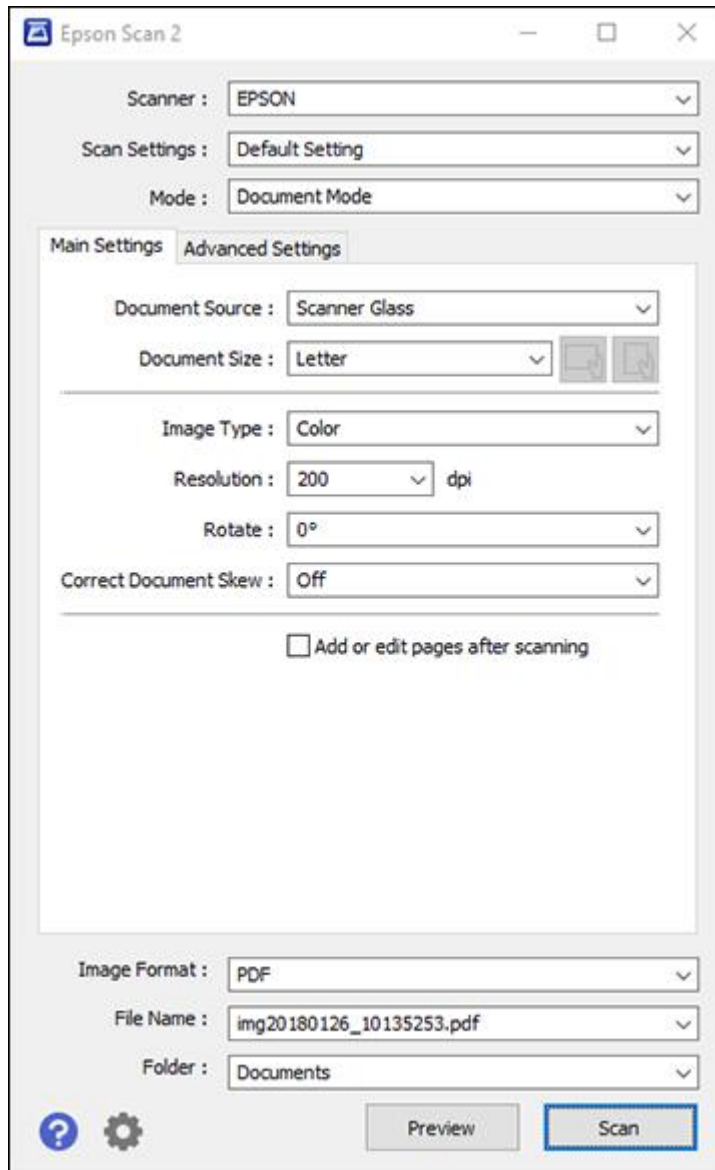 Epson Scan 2
Scanner : EPSON
Scan Settings : Default Setting
Mode : Document Mode
Main Settings Advanced Settings
Document Source : Scanner Glass
Document Size : Letter
Image Type : Color
Resolution : 200 dpi
Rotate : 0°
Correct Document Skew : Off
Add or edit pages after scanning
Image Format : PDF
File Name : img20180126_10135253.pdf
Folder : Documents
? Preview Scan